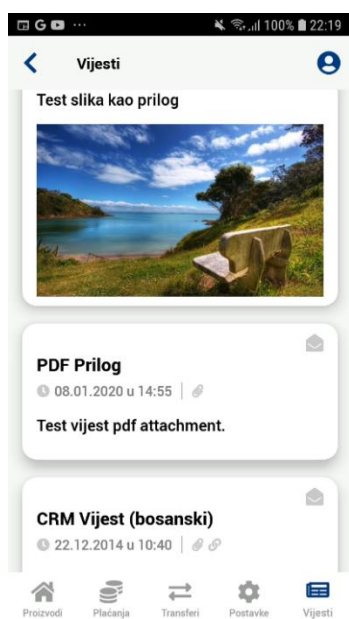 G ... 100% 22:19
Vijesti
Test slika kao prilog
PDF Prilog
08.01.2020 u 14:55
Test vijest pdf attachment.
CRM Vijest (bosanski)
22.12.2014 u 10:40
Proizvodi Plaćanja Transferi Postavke Vijesti